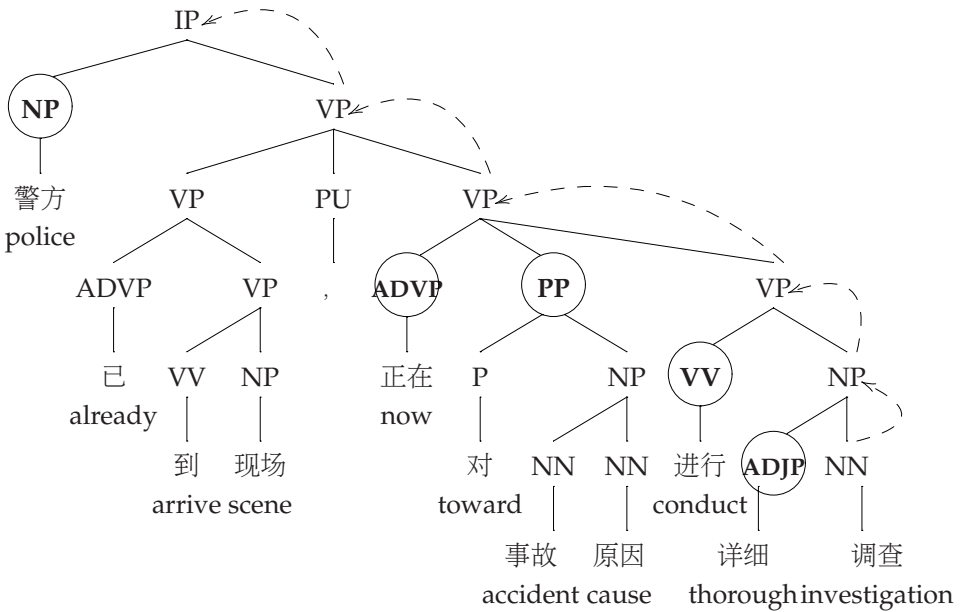 IP
NP VP
警方 VP PU VP
police
ADVP VP , ADVP PP VP
已 VV NP 正在 P NP VV NP
already now
到 现场 对 NN NN 进行 ADJP NN
arrive scene toward conduct
事故 原因 详细 调查
accident cause thorough investigation